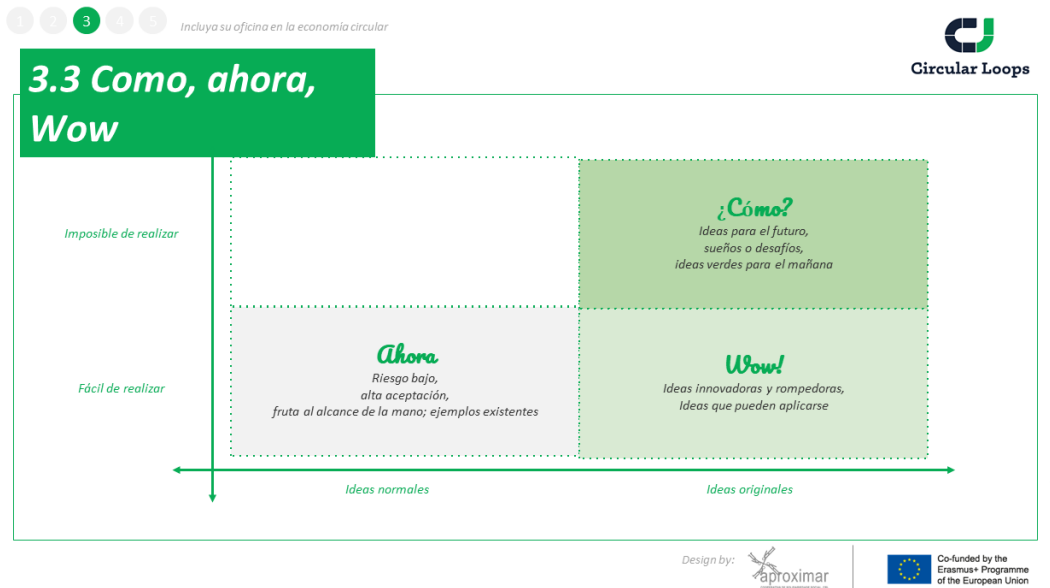 1 2 3 4 5 Incluya su oficina en la economía circular
Circular Loops
3.3 Como, ahora,
Wow
Imposible de realizar
¿Cómo?
Ideas para el futuro,
sueños o desafíos,
ideas verdes para el mañana
Fácil de realizar
Ahora
Riesgo bajo,
alta aceptación,
fruta al alcance de la mano; ejemplos existentes
Wow!
Ideas innovadoras y rompedoras,
Ideas que pueden aplicarse
Ideas normales
Ideas originales
Design by:
aproximar
Co-funded by the
Erasmus+ Programme
of the European Union